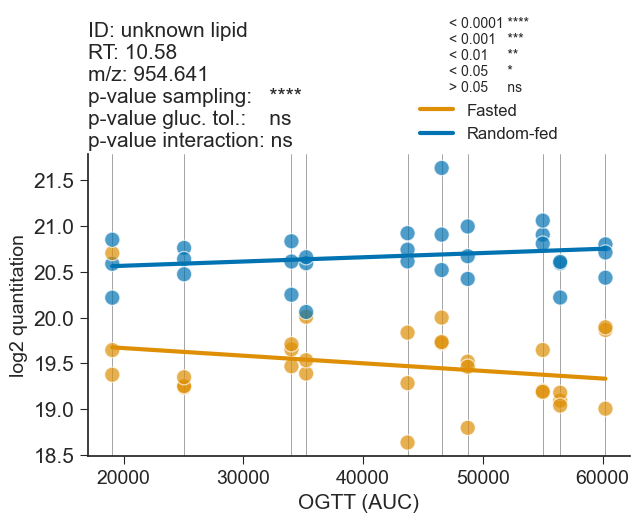 ID: unknown lipid
RT: 10.58
m/z: 954.641
p-value sampling: ****
p-value gluc. tol.: ns
p-value interaction: ns
< 0.0001 ****
< 0.001 ***
< 0.01 **
< 0.05 *
> 0.05 ns
Fasted
Random-fed
log2 quantitation
21.5
21.0
20.5
20.0
19.5
19.0
18.5
20000 30000 40000 50000 60000
OGTT (AUC)